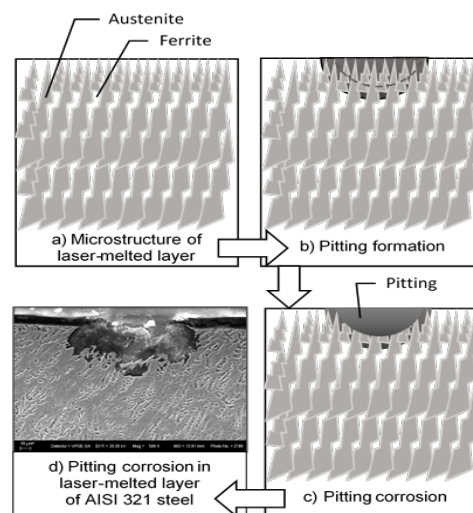 Austenite
Ferrite
a) Microstructure of
laser-melted layer
b) Pitting formation
Pitting
c) Pitting corrosion
d) Pitting corrosion in
laser-melted layer
of AISI 321 steel